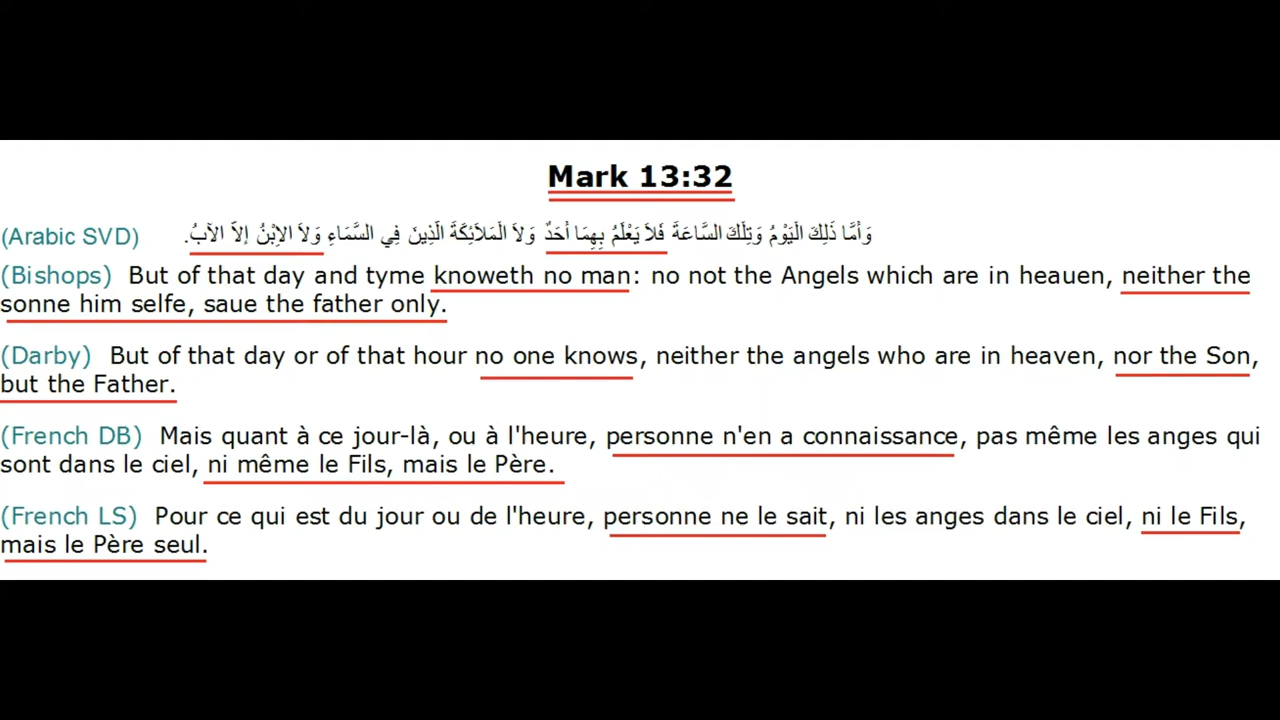 Mark 13:32
(Arabic SVD) وَأَمَّا ذَلِكَ الْيَوْمُ وَتِلْكَ السَّاعَةَ فَلاَ يَعْلَمُ بِهِمَا أَحَدٌ وَلاَ الْمَلاَئِكَةَ الَّذِينَ فِي السَّمَاءِ وَلاَ الاِبْنُ إلاَّ الآبُ.
(Bishops) But of that day and tyme knoweth no man: no not the Angels which are in heauen, neither the
sonne him selfe, saue the father only.
(Darby) But of that day or of that hour no one knows, neither the angels who are in heaven, nor the Son,
but the Father.
(French DB) Mais quant à ce jour-là, ou à l'heure, personne n'en a connaissance, pas même les anges qui
sont dans le ciel, ni même le Fils, mais le Père.
(French LS) Pour ce qui est du jour ou de l'heure, personne ne le sait, ni les anges dans le ciel, ni le Fils,
mais le Père seul.